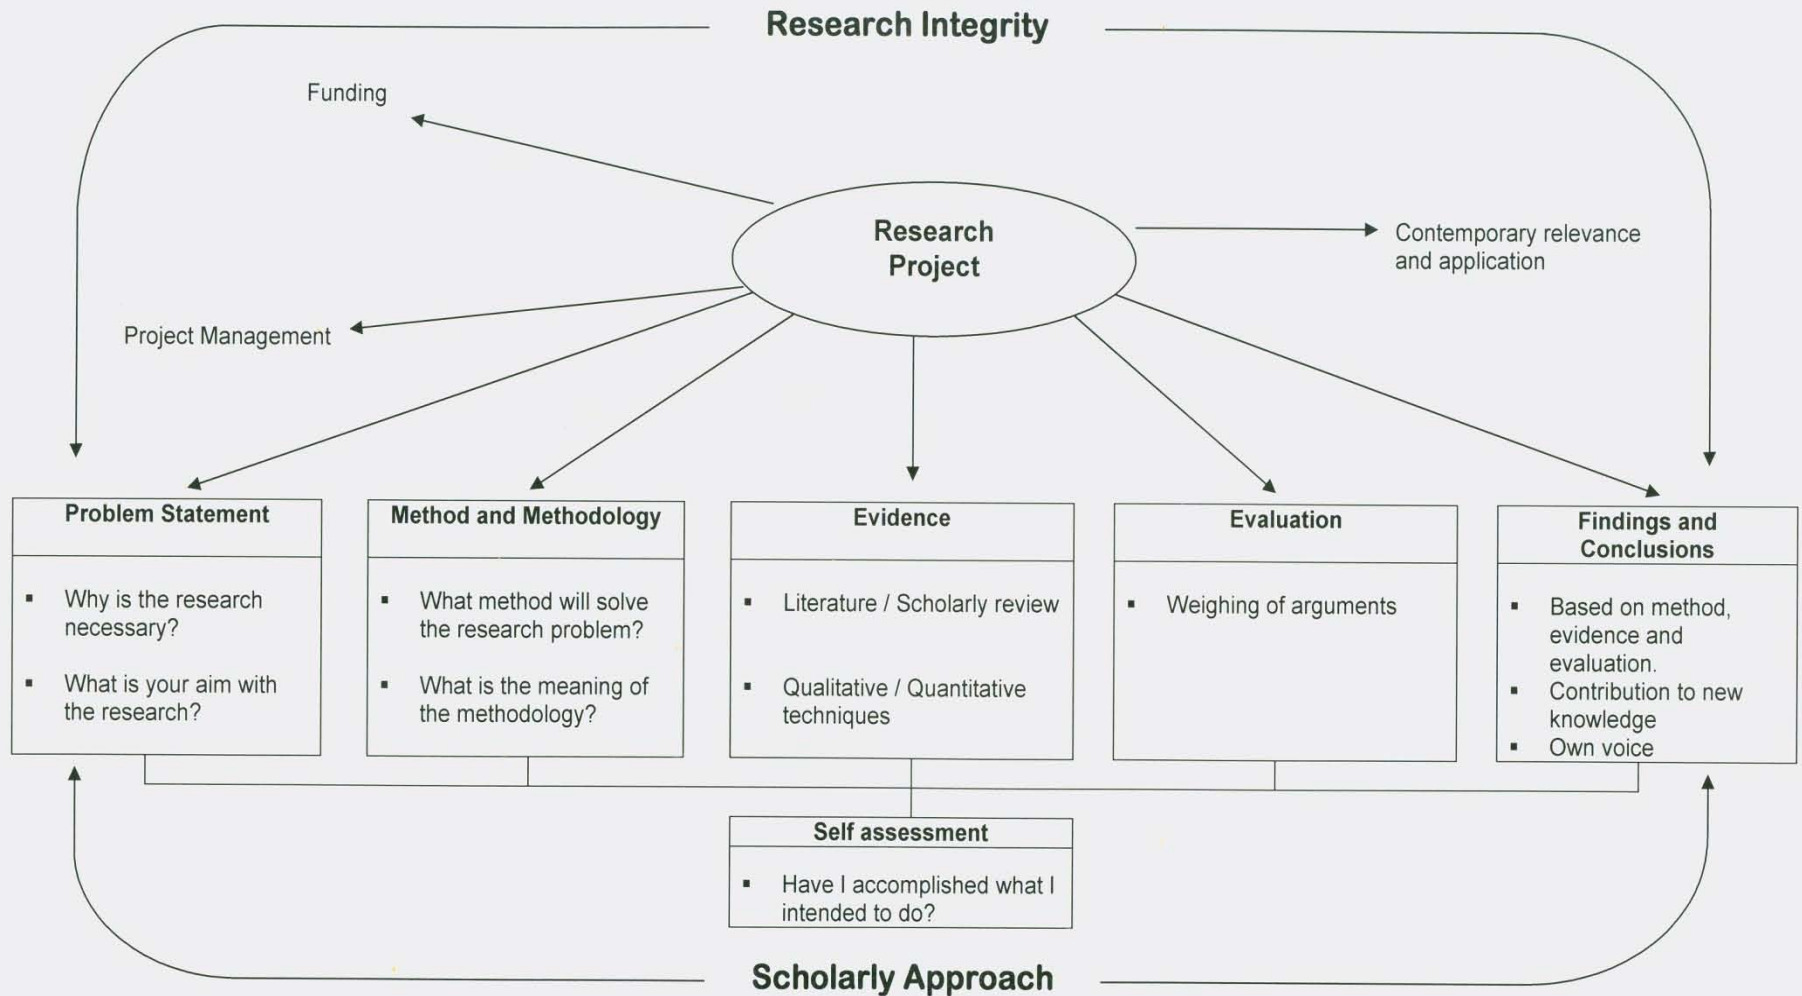 Research Integrity
Funding
Research
Project
Contemporary relevance
and application
Project Management
Problem Statement
▪ Why is the research
necessary?
▪ What is your aim with
the research?
Method and Methodology
▪ What method will solve
the research problem?
▪ What is the meaning of
the methodology?
Evidence
▪ Literature / Scholarly review
▪ Qualitative / Quantitative
techniques
Evaluation
▪ Weighing of arguments
Findings and
Conclusions
▪ Based on method,
evidence and
evaluation.
▪ Contribution to new
knowledge
▪ Own voice
Self assessment
▪ Have I accomplished what I
intended to do?
Scholarly Approach